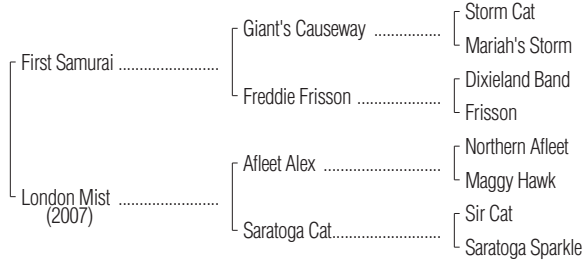 Storm Cat
Giant's Causeway ..................
Mariah's Storm
First Samurai .......................
Dixieland Band
Freddie Frisson ...................
Frisson
Northern Afleet
Afleet Alex ...........................
Maggy Hawk
London Mist .......................
(2007)
Sir Cat
Saratoga Cat.........................
Saratoga Sparkle